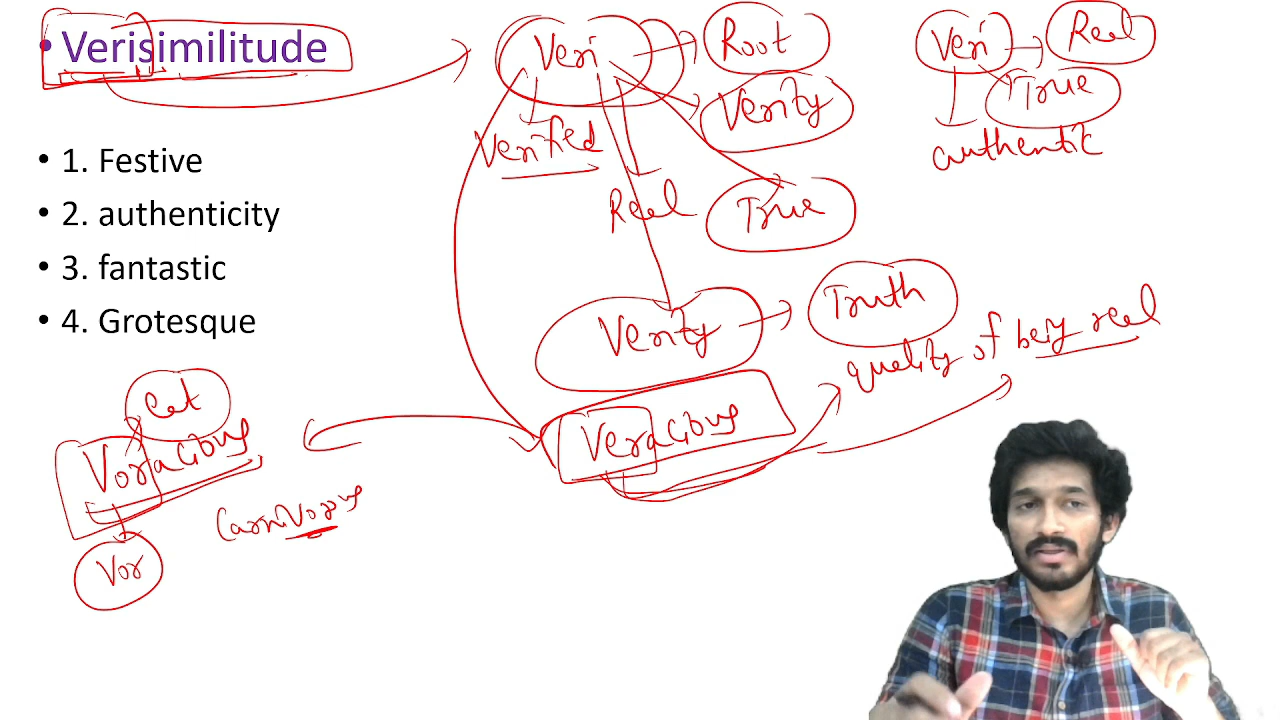 • Verisimilitude
• 1. Festive
• 2. authenticity
• 3. fantastic
• 4. Grotesque
Veri
Root
Verity
Verified
Real
True
Veri
Real
True
authentic
Verity
Truth
quality of being real
Veracious
Eat
Voracious
Vor
Carnivorous